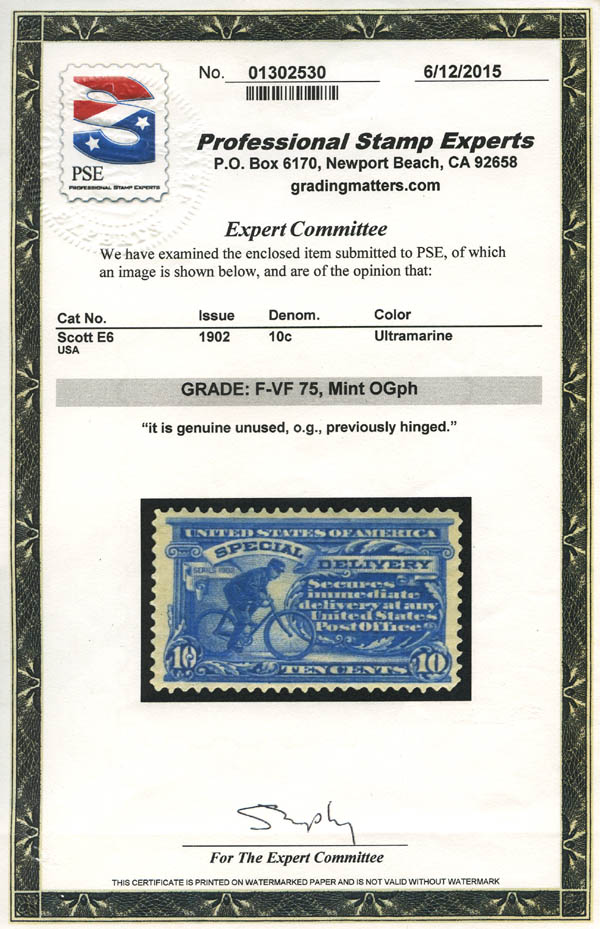 No. 01302530 6/12/2015
PSE
PROFESSIONAL STAMP EXPERTS
Professional Stamp Experts
P.O. Box 6170, Newport Beach, CA 92658
gradingmatters.com
EXPERTS
Expert Committee
We have examined the enclosed item submitted to PSE, of which
an image is shown below, and are of the opinion that:
Cat No. Issue Denom. Color
Scott E6 1902 10c Ultramarine
USA
GRADE: F-VF 75, Mint OGph
“it is genuine unused, o.g., previously hinged.”
UNITED STATES OF AMERICA
SPECIAL DELIVERY
SERIES 1902
Secures
immediate
delivery at any
United States
Post Office
10 TEN CENTS 10
For The Expert Committee
THIS CERTIFICATE IS PRINTED ON WATERMARKED PAPER AND IS NOT VALID WITHOUT WATERMARK